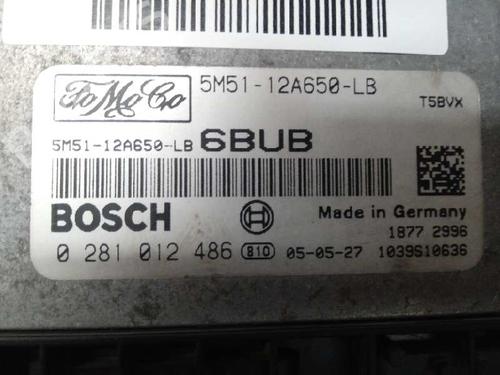 FoMoCo
5M51-12A650-LB
T5BVX
5M51-12A650-LB 6BUB
BOSCH
Made in Germany
1877 2996
0 281 012 486 810 05-05-27 1039S10636